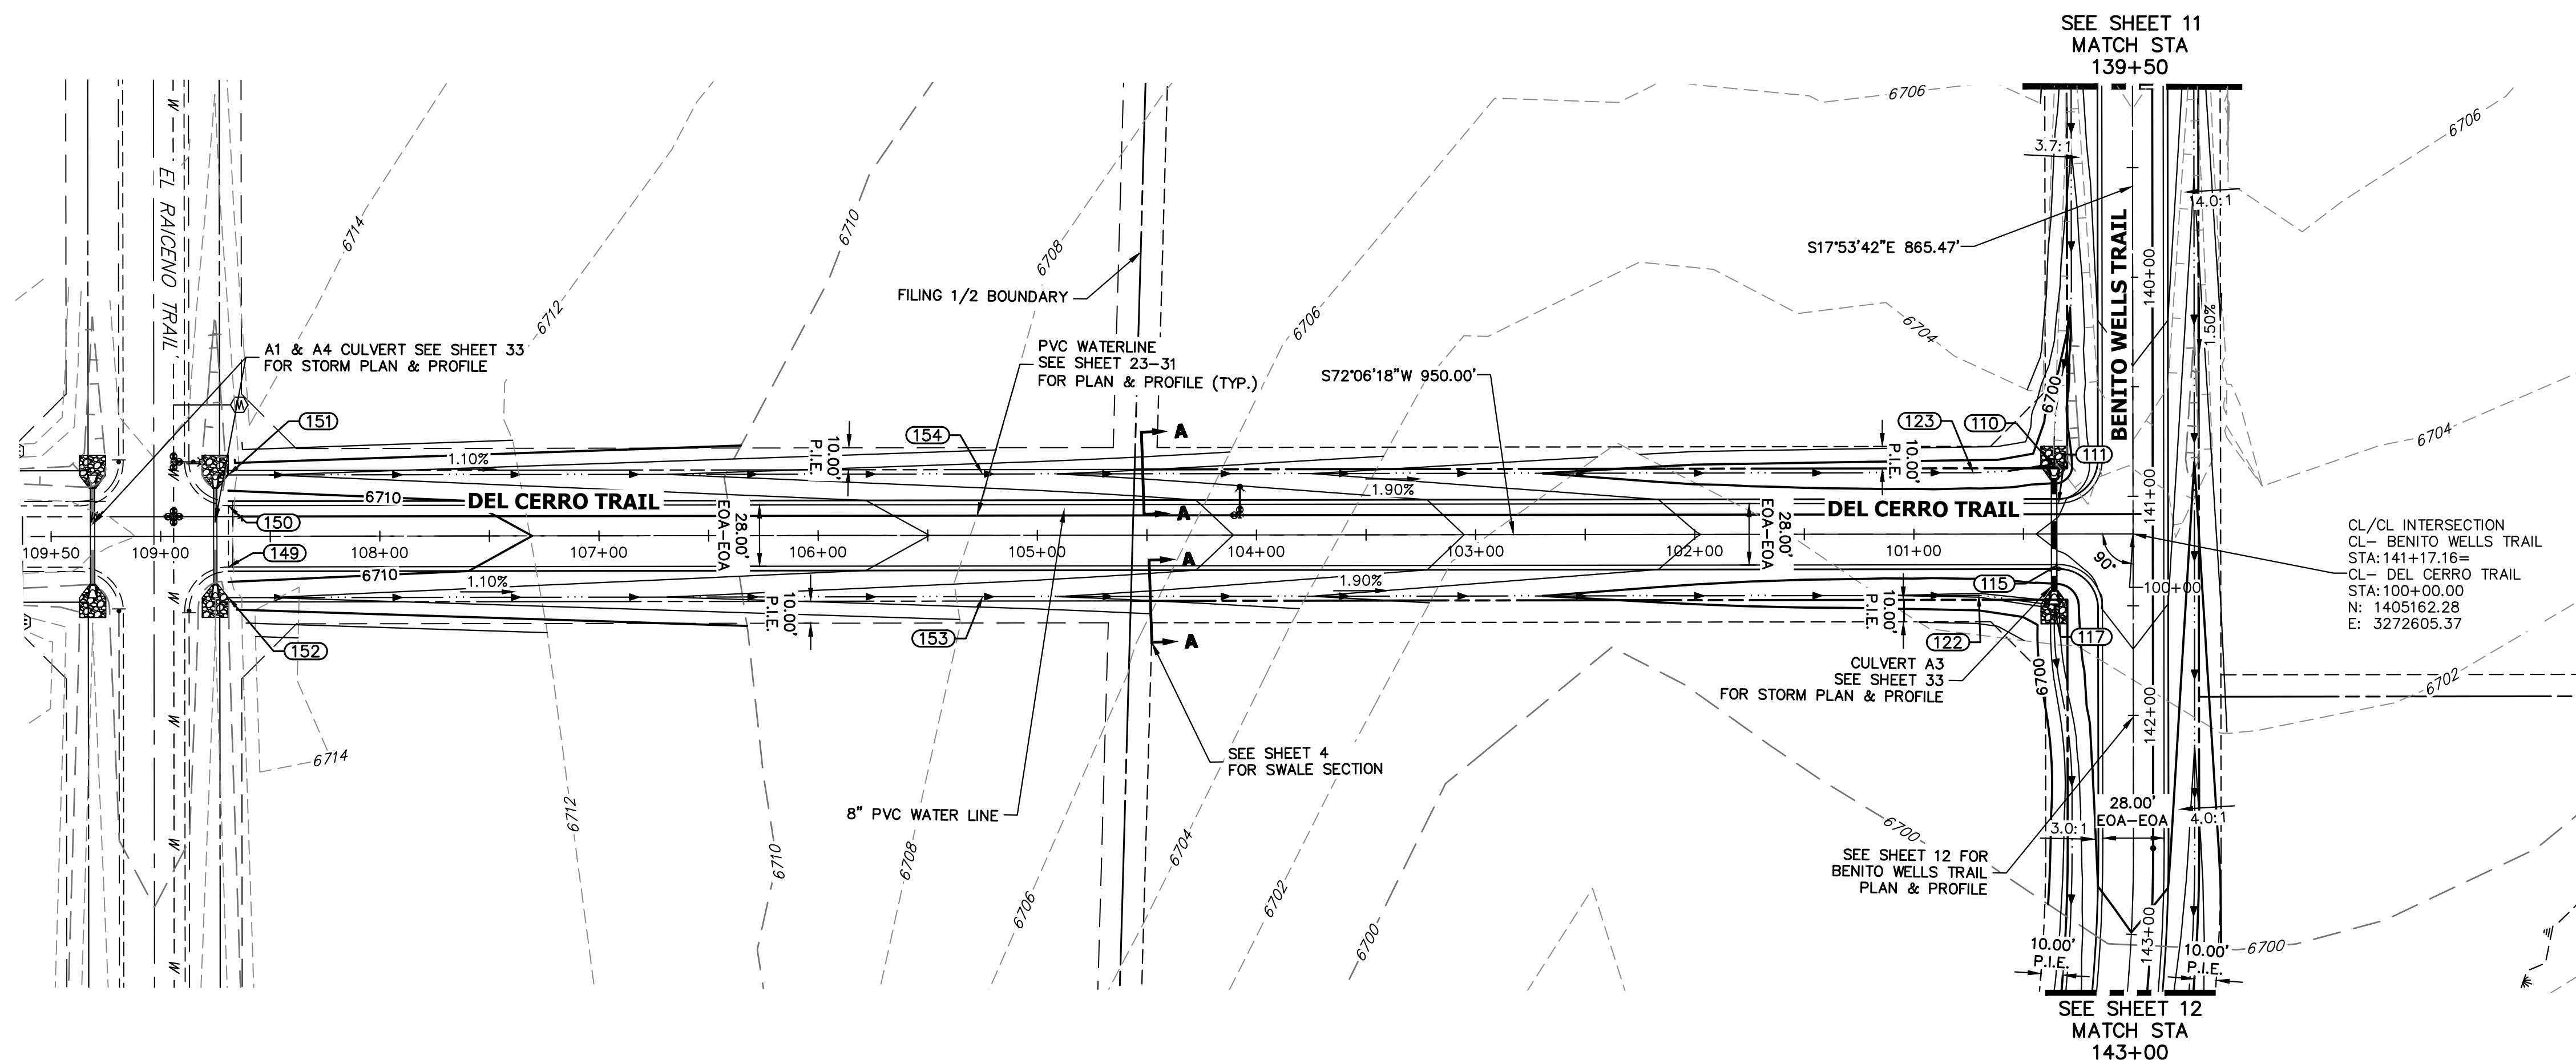 SEE SHEET 11
MATCH STA
139+50
6706
6706
3.7:1
4.0:1
W
EL RAICENO TRAIL
6714
6710
6708
6712
6706
6704
6704
S17°53'42"E 865.47'
BENITO WELLS TRAIL
140+00
1.50%
FILING 1/2 BOUNDARY
A1 & A4 CULVERT SEE SHEET 33
FOR STORM PLAN & PROFILE
PVC WATERLINE
SEE SHEET 23-31
FOR PLAN & PROFILE (TYP.)
S72°06'18"W 950.00'
6700
M
151
154
A
123
110
111
10.00'
P.I.E.
10.00'
P.I.E.
1.10%
1.90%
6710
DEL CERRO TRAIL
A
DEL CERRO TRAIL
141+00
150
149
28.00'
EOA-EOA
28.00'
EOA-EOA
W
109+50
109+00
108+00
107+00
106+00
105+00
104+00
103+00
102+00
101+00
90°
100+00
CL/CL INTERSECTION
CL- BENITO WELLS TRAIL
STA:141+17.16=
CL- DEL CERRO TRAIL
STA:100+00.00
N: 1405162.28
E: 3272605.37
A
6710
1.10%
1.90%
115
10.00'
P.I.E.
10.00'
P.I.E.
W
152
153
A
122
117
CULVERT A3
SEE SHEET 33
FOR STORM PLAN & PROFILE
6700
6702
142+00
W
6714
SEE SHEET 4
FOR SWALE SECTION
8" PVC WATER LINE
6712
6710
6708
6706
6704
6702
6700
6700
28.00'
EOA-EOA
3.0:1
4.0:1
SEE SHEET 12 FOR
BENITO WELLS TRAIL
PLAN & PROFILE
W
W
143+00
10.00'
P.I.E.
10.00'
P.I.E.
6700
SEE SHEET 12
MATCH STA
143+00